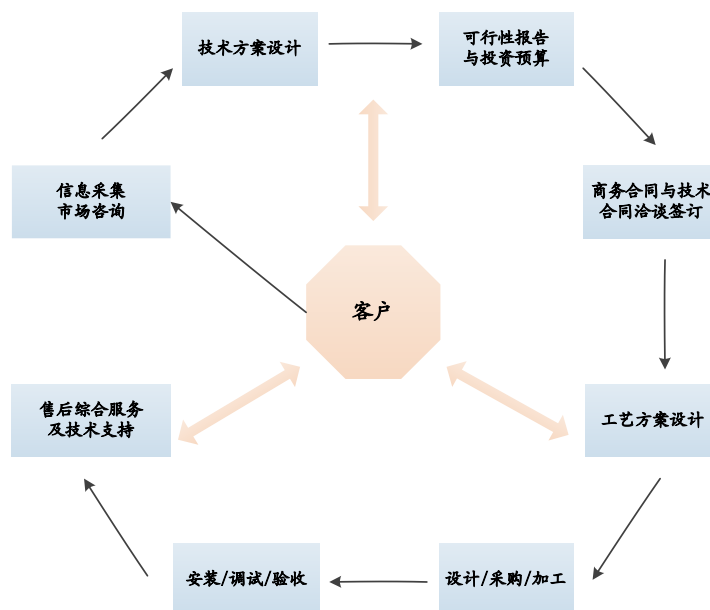 技术方案设计
可行性报告
与投资预算
信息采集
市场咨询
商务合同与技术
合同洽谈签订
客户
售后综合服务
及技术支持
工艺方案设计
安装/调试/验收
设计/采购/加工